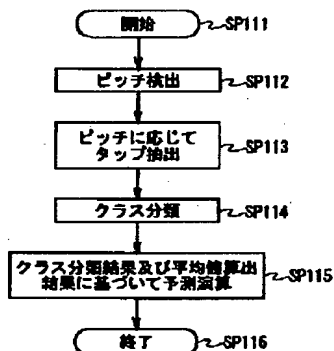 開始 SP111
ピッチ検出 SP112
ピッチに応じて
タップ抽出 SP113
クラス分類 SP114
クラス分類結果及び平均値算出
結果に基づいて予測演算 SP115
終了 SP116